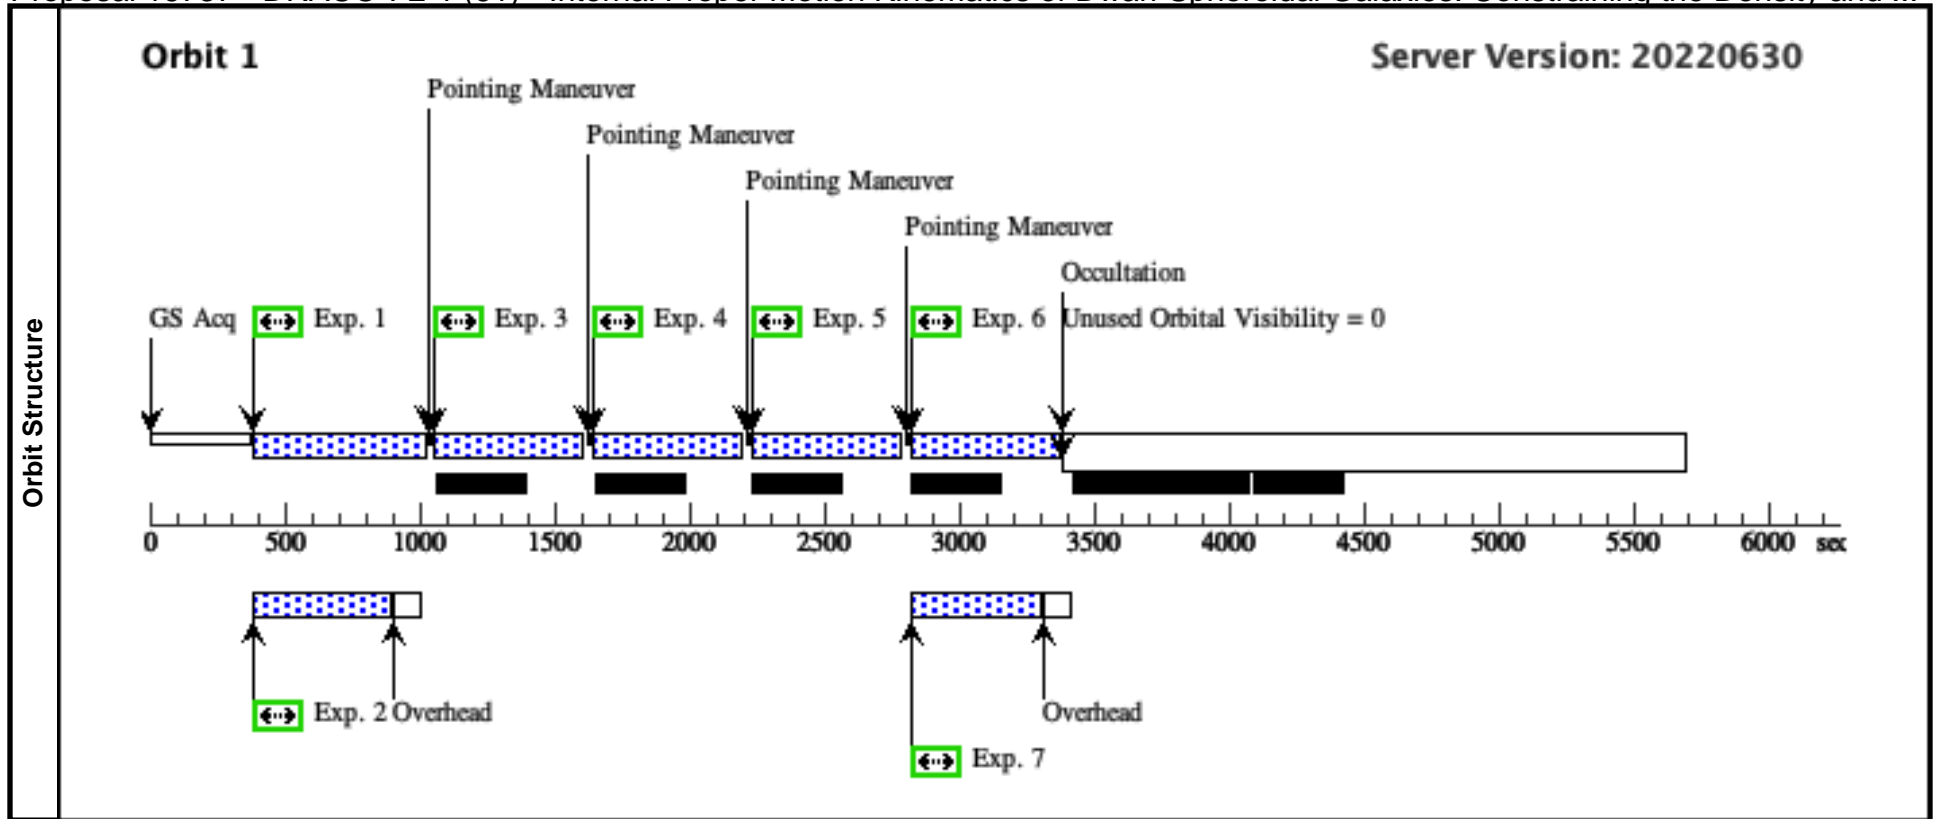 Orbit 1
Server Version: 20220630
Pointing Maneuver
Pointing Maneuver
Pointing Maneuver
Pointing Maneuver
Occultation
GS Acq Exp. 1 Exp. 3 Exp. 4 Exp. 5 Exp. 6 Unused Orbital Visibility = 0
Orbit Structure
0 500 1000 1500 2000 2500 3000 3500 4000 4500 5000 5500 6000 sec
Exp. 2 Overhead Overhead
Exp. 7